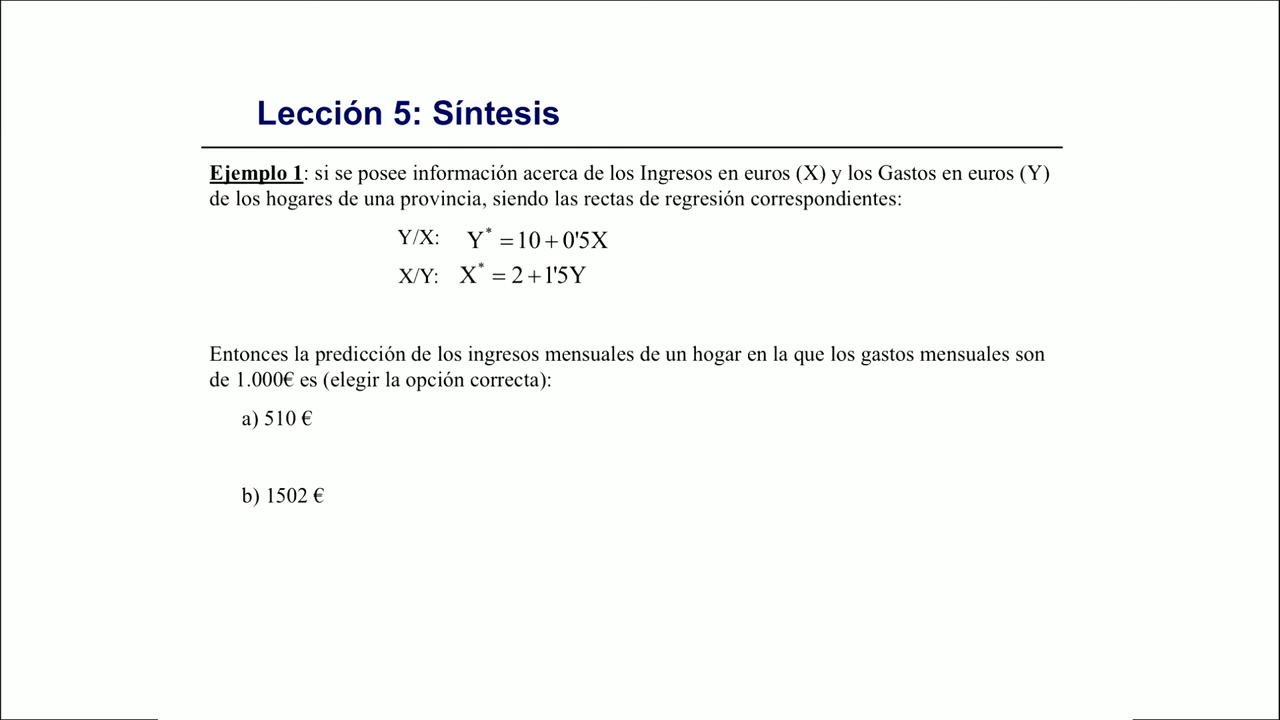 Lección 5: Síntesis
Ejemplo 1: si se posee información acerca de los Ingresos en euros (X) y los Gastos en euros (Y)
de los hogares de una provincia, siendo las rectas de regresión correspondientes:
Y/X: Y* = 10 + 0'5X
X/Y: X* = 2 + 1'5Y
Entonces la predicción de los ingresos mensuales de un hogar en la que los gastos mensuales son
de 1.000€ es (elegir la opción correcta):
a) 510 €
b) 1502 €